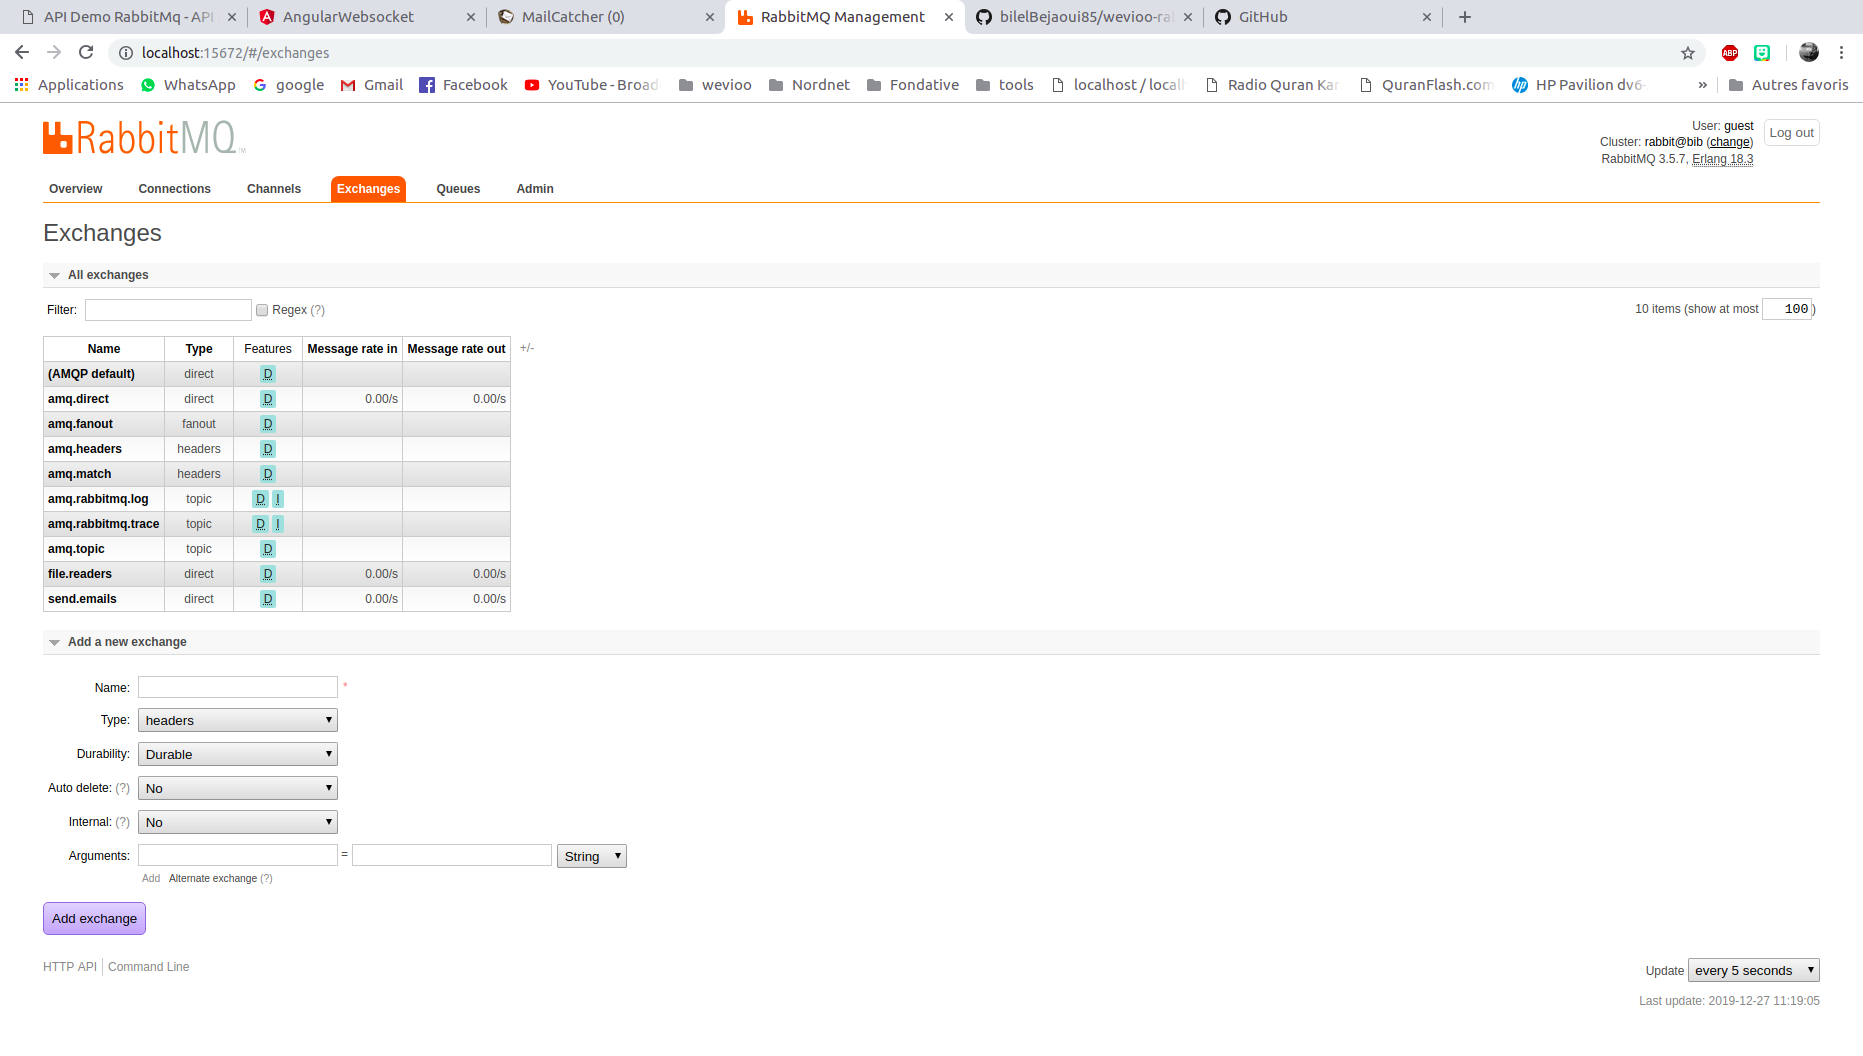 API Demo RabbitMq - API AngularWebsocket MailCatcher (0) RabbitMQ Management bilelBejaoui85/wevioo-ra GitHub
localhost:15672/#/exchanges ABP
Applications WhatsApp google Gmail Facebook YouTube - Broad wevioo Nordnet Fondative tools localhost / local Radio Quran Kar QuranFlash.com HP Pavilion dv6- » Autres favoris
RabbitMQ TM
User: guest
Log out
Cluster: rabbit@bib (change)
RabbitMQ 3.5.7, Erlang 18.3
Overview Connections Channels Exchanges Queues Admin
Exchanges
All exchanges
Filter: Regex (?) 10 items (show at most 100 )
Name Type Features Message rate in Message rate out +/-
(AMQP default) direct D
amq.direct direct D 0.00/s 0.00/s
amq.fanout fanout D
amq.headers headers D
amq.match headers D
amq.rabbitmq.log topic D I
amq.rabbitmq.trace topic D I
amq.topic topic D
file.readers direct D 0.00/s 0.00/s
send.emails direct D 0.00/s 0.00/s
Add a new exchange
Name: *
Type: headers
Durability: Durable
Auto delete: (?) No
Internal: (?) No
Arguments: = String
Add Alternate exchange (?)
Add exchange
HTTP API Command Line
Update every 5 seconds
Last update: 2019-12-27 11:19:05